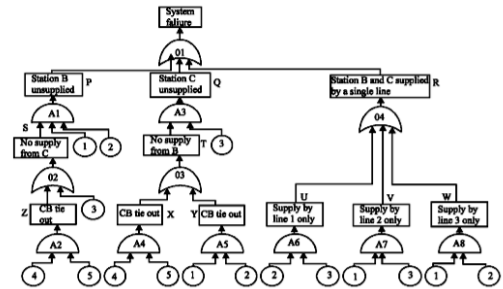 System
failure
01
Station B
unsupplied
P
Station C
unsupplied
Q
Station B and C supplied
by a single line
R
A1
A3
04
S
1
2
No supply
from C
No supply
from B
T
3
02
03
3
U
V
W
Z
CB tie
out
CB tie out
X
Y
CB tie out
Supply by
line 1 only
Supply by
line 2 only
Supply by
line 3 only
A2
A4
A5
A6
A7
A8
4
5
4
5
1
2
2
3
1
3
1
2